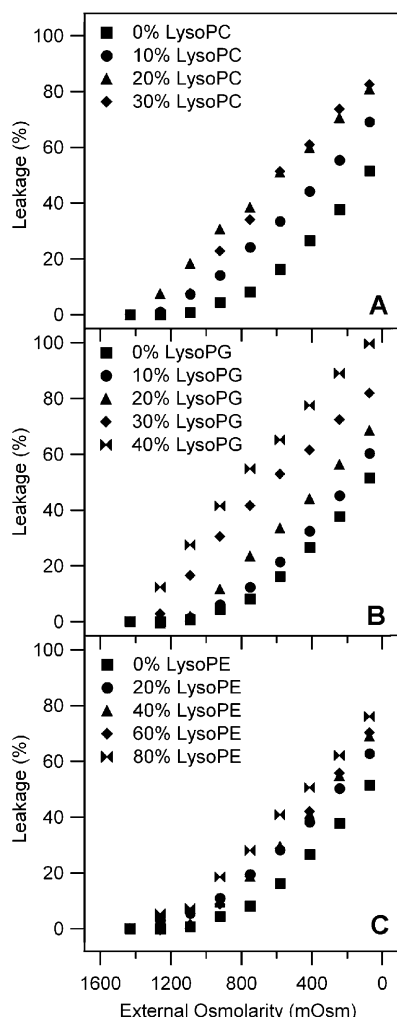 100
0% LysoPC
10% LysoPC
20% LysoPC
30% LysoPC
80
60
40
20
0
Leakage (%)
A
100
0% LysoPG
10% LysoPG
20% LysoPG
30% LysoPG
40% LysoPG
80
60
40
20
0
Leakage (%)
B
100
0% LysoPE
20% LysoPE
40% LysoPE
60% LysoPE
80% LysoPE
80
60
40
20
0
Leakage (%)
C
1600 1200 800 400 0
External Osmolarity (mOsm)